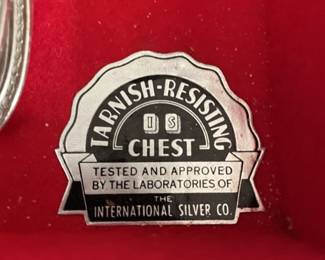 TARNISH-RESISTING
IS
CHEST
TESTED AND APPROVED
BY THE LABORATORIES OF
THE
INTERNATIONAL SILVER CO.